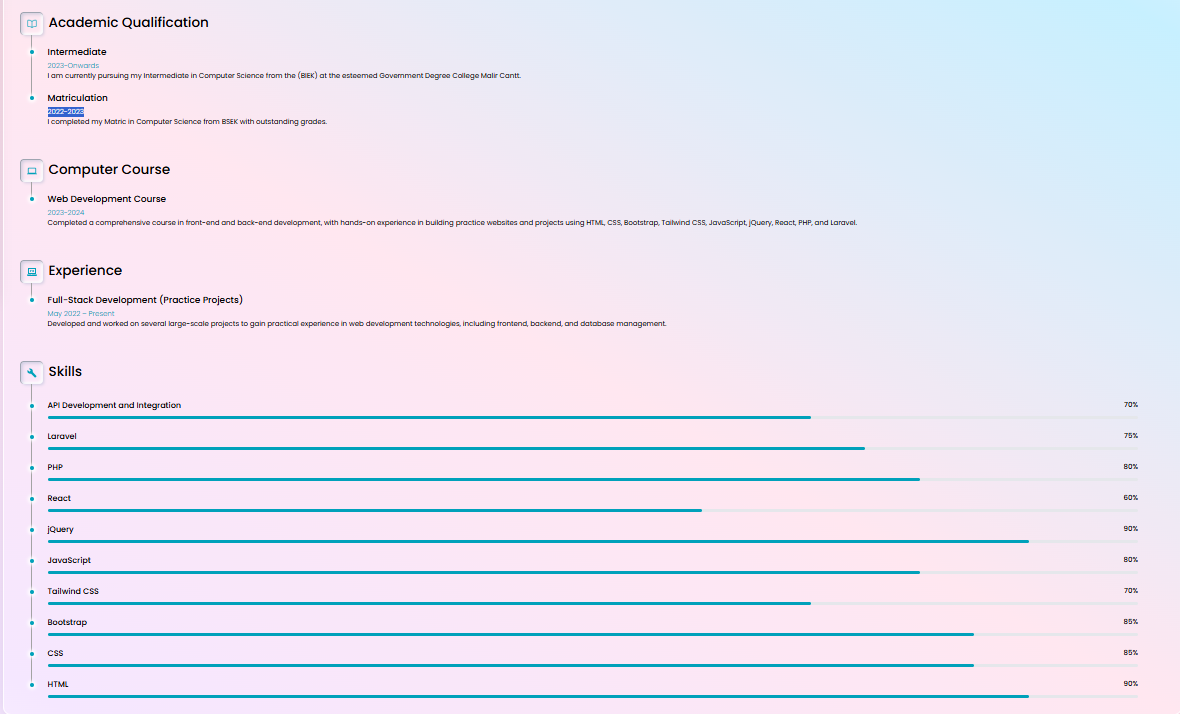 Academic Qualification
Intermediate
2023-Onwards
I am currently pursuing my Intermediate in Computer Science from the (BIEK) at the esteemed Government Degree College Malir Cantt.
Matriculation
2022-2023
I completed my Matric in Computer Science from BSEK with outstanding grades.
Computer Course
Web Development Course
2023-2024
Completed a comprehensive course in front-end and back-end development, with hands-on experience in building practice websites and projects using HTML, CSS, Bootstrap, Tailwind CSS, JavaScript, jQuery, React, PHP, and Laravel.
Experience
Full-Stack Development (Practice Projects)
May 2022 – Present
Developed and worked on several large-scale projects to gain practical experience in web development technologies, including frontend, backend, and database management.
Skills
API Development and Integration 70%
Laravel 75%
PHP 80%
React 60%
jQuery 90%
JavaScript 80%
Tailwind CSS 70%
Bootstrap 85%
CSS 85%
HTML 90%